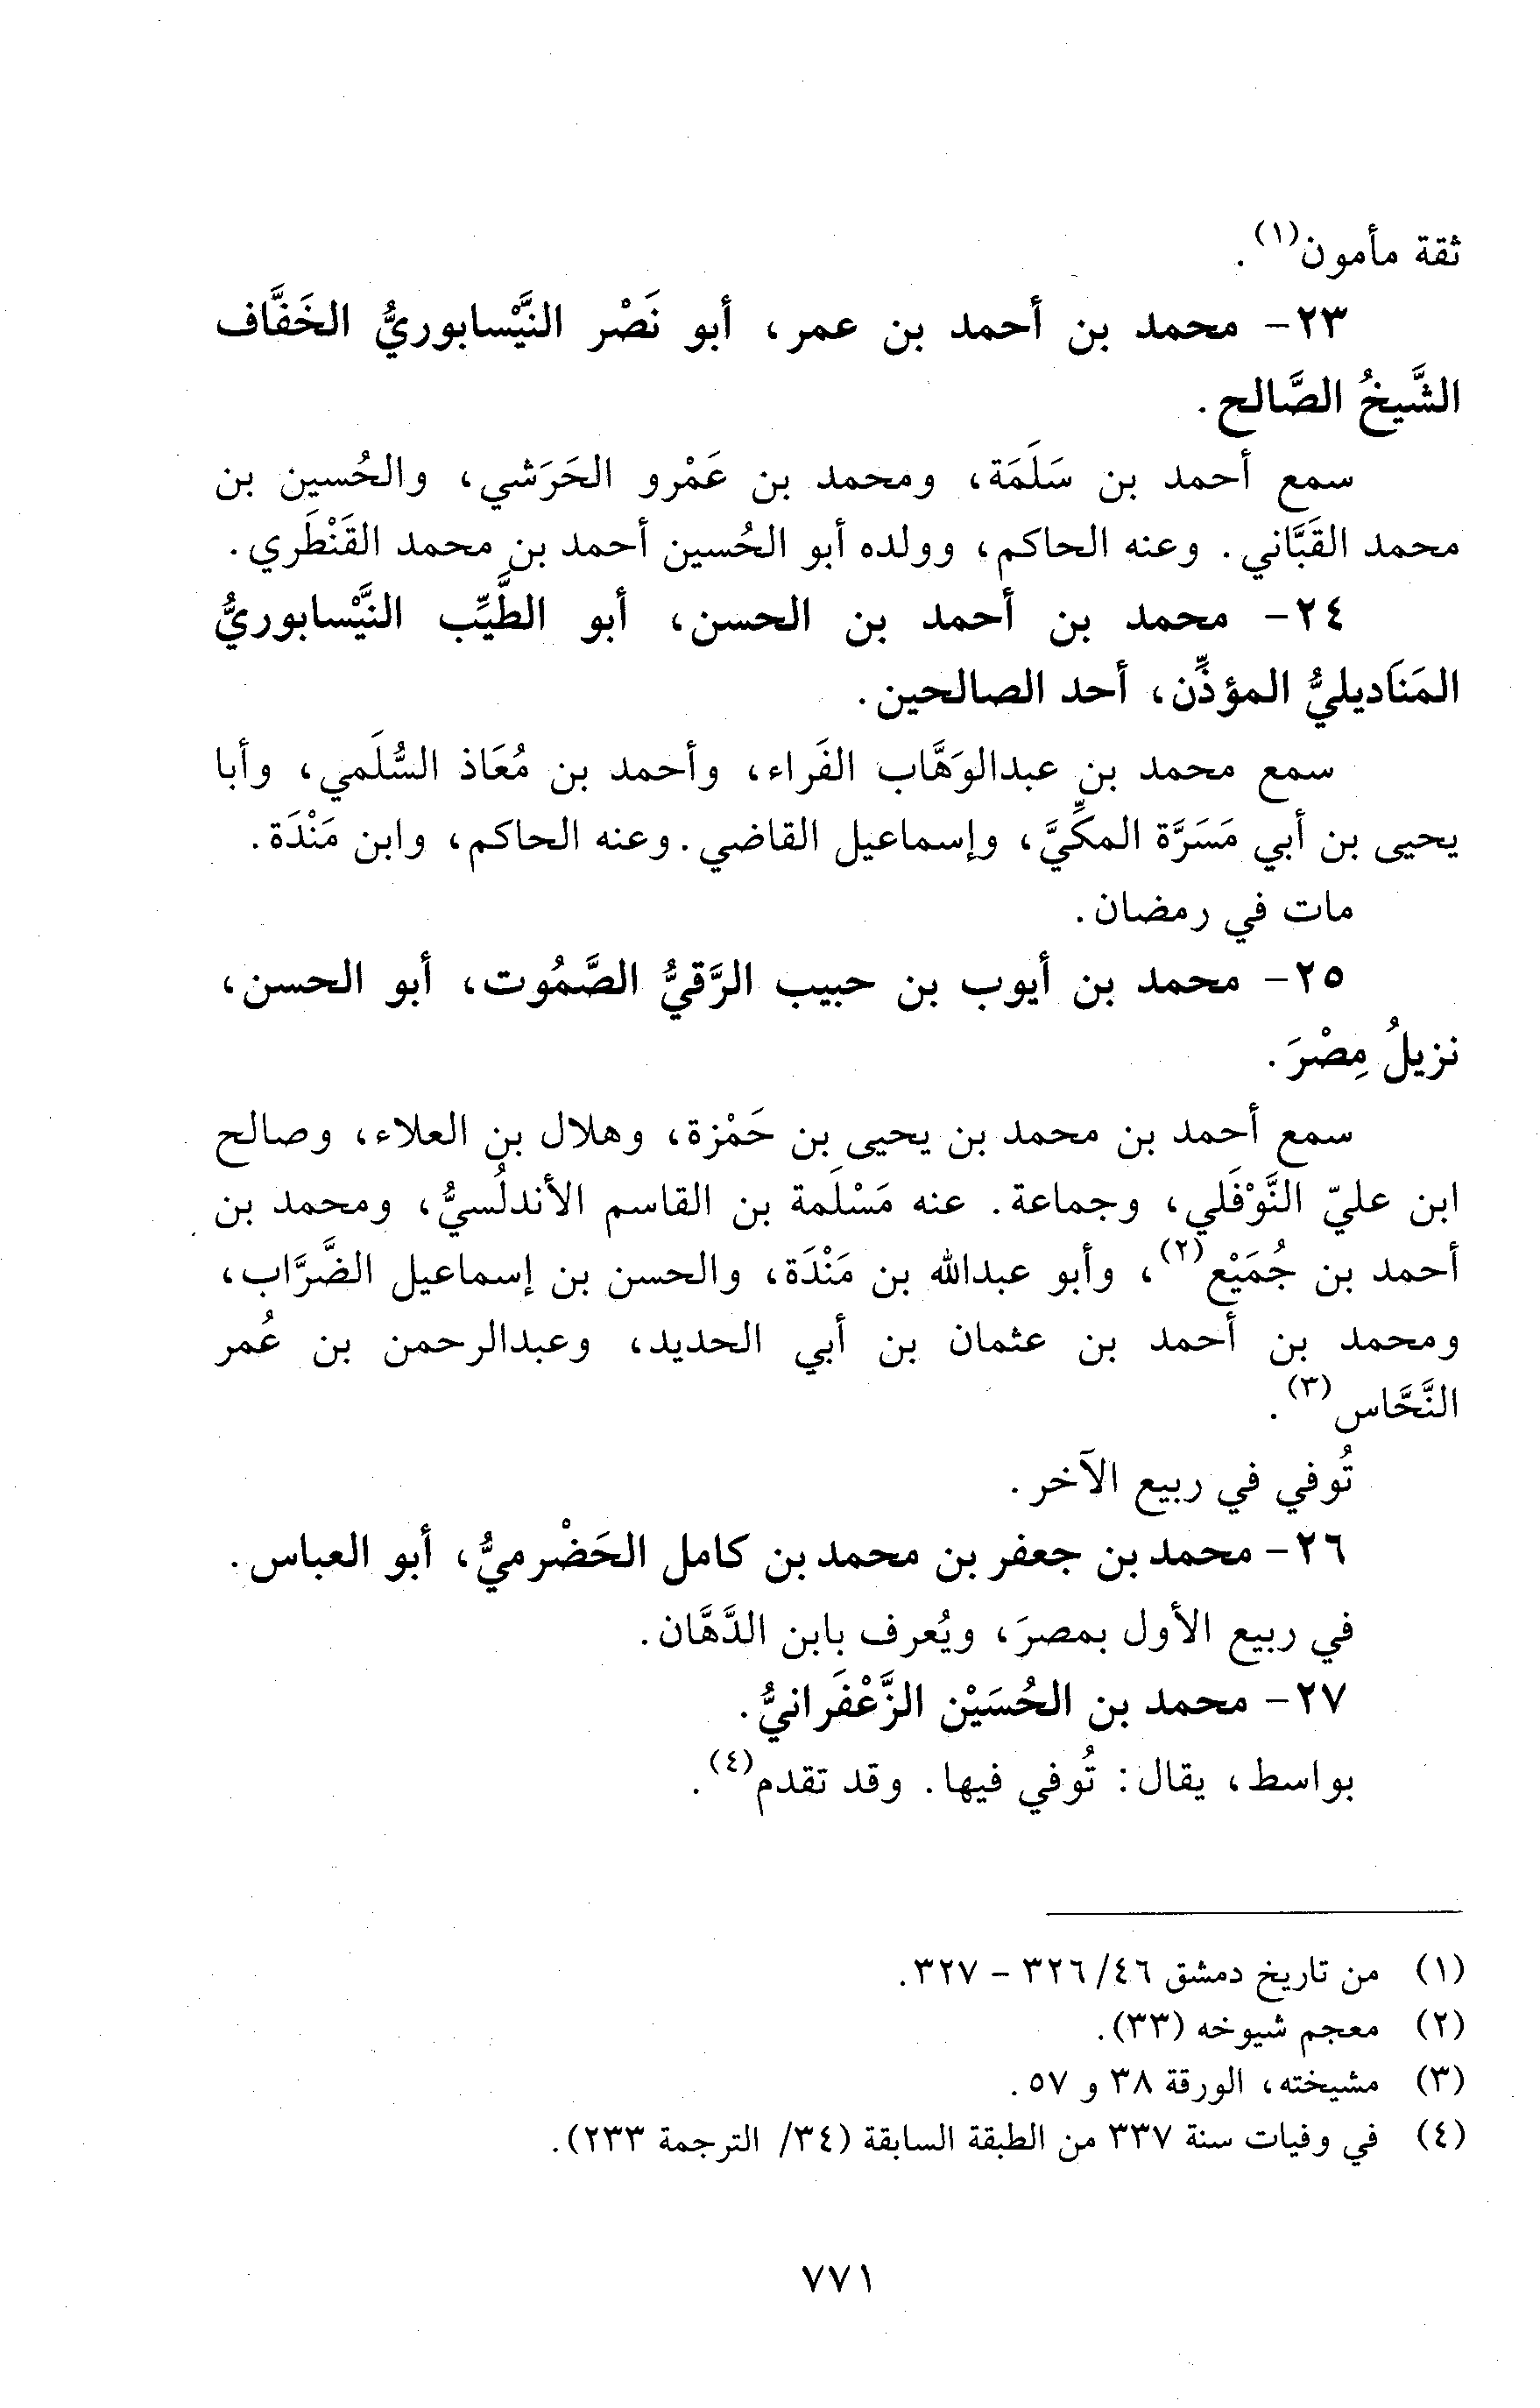 ثقة مأمون(١).
٢٣- محمد بن أحمد بن عمر، أبو نَصْر النَّيْسابوريُّ الخَفَّاف
الشَّيخُ الصَّالح.
سمع أحمد بن سَلَمَة، ومحمد بن عَمْرو الحَرَشي، والحُسين بن
محمد القَبَّاني. وعنه الحاكم، وولده أبو الحُسين أحمد بن محمد القَنْطَري.
٢٤- محمد بن أحمد بن الحسن، أبو الطَّيِّب النَّيْسابوريُّ
المَنَاديليُّ المؤذِّن، أحد الصالحين.
سمع محمد بن عبدالوَهَّاب الفَراء، وأحمد بن مُعَاذ السُّلَمي، وأبا
يحيى بن أبي مَسَرَّة المكِّيَّ، وإسماعيل القاضي. وعنه الحاكم، وابن مَنْدَة.
مات في رمضان.
٢٥- محمد بن أيوب بن حبيب الرَّقيُّ الصَّمُوت، أبو الحسن،
نزيلُ مِصْرَ.
سمع أحمد بن محمد بن يحيى بن حَمْزة، وهلال بن العلاء، وصالح
ابن عليّ النَّوْفَلي، وجماعة. عنه مَسْلَمة بن القاسم الأندلُسيُّ، ومحمد بن
أحمد بن جُمَيْع(٢)، وأبو عبدالله بن مَنْدَة، والحسن بن إسماعيل الضَّرَّاب،
ومحمد بن أحمد بن عثمان بن أبي الحديد، وعبدالرحمن بن عُمر
النَّحَّاس(٣).
تُوفي في ربيع الآخر.
٢٦- محمد بن جعفر بن محمد بن كامل الحَضْرميُّ، أبو العباس.
في ربيع الأول بمصرَ، ويُعرف بابن الدَّهَّان.
٢٧- محمد بن الحُسَيْن الزَّعْفَرانيُّ.
بواسط، يقال: تُوفي فيها. وقد تقدم(٤).
(١) من تاريخ دمشق ٤٦/ ٣٢٦ - ٣٢٧.
(٢) معجم شيوخه (٣٣).
(٣) مشيخته، الورقة ٣٨ و ٥٧.
(٤) في وفيات سنة ٣٣٧ من الطبقة السابقة (٣٤/ الترجمة ٢٣٣).
٧٧١